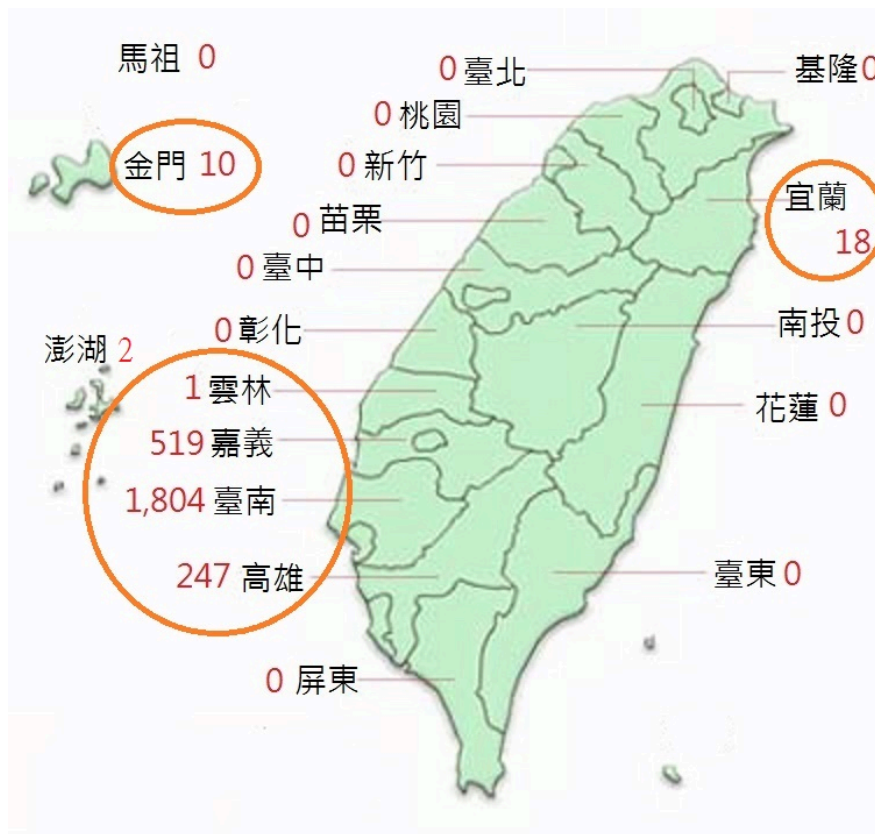 馬祖 0
0 臺北
基隆0
0 桃園
金門 10
0 新竹
宜蘭
18
0 苗栗
0 臺中
0 彰化
南投 0
澎湖 2
1 雲林
花蓮 0
519 嘉義
1,804 臺南
247 高雄
臺東 0
0 屏東